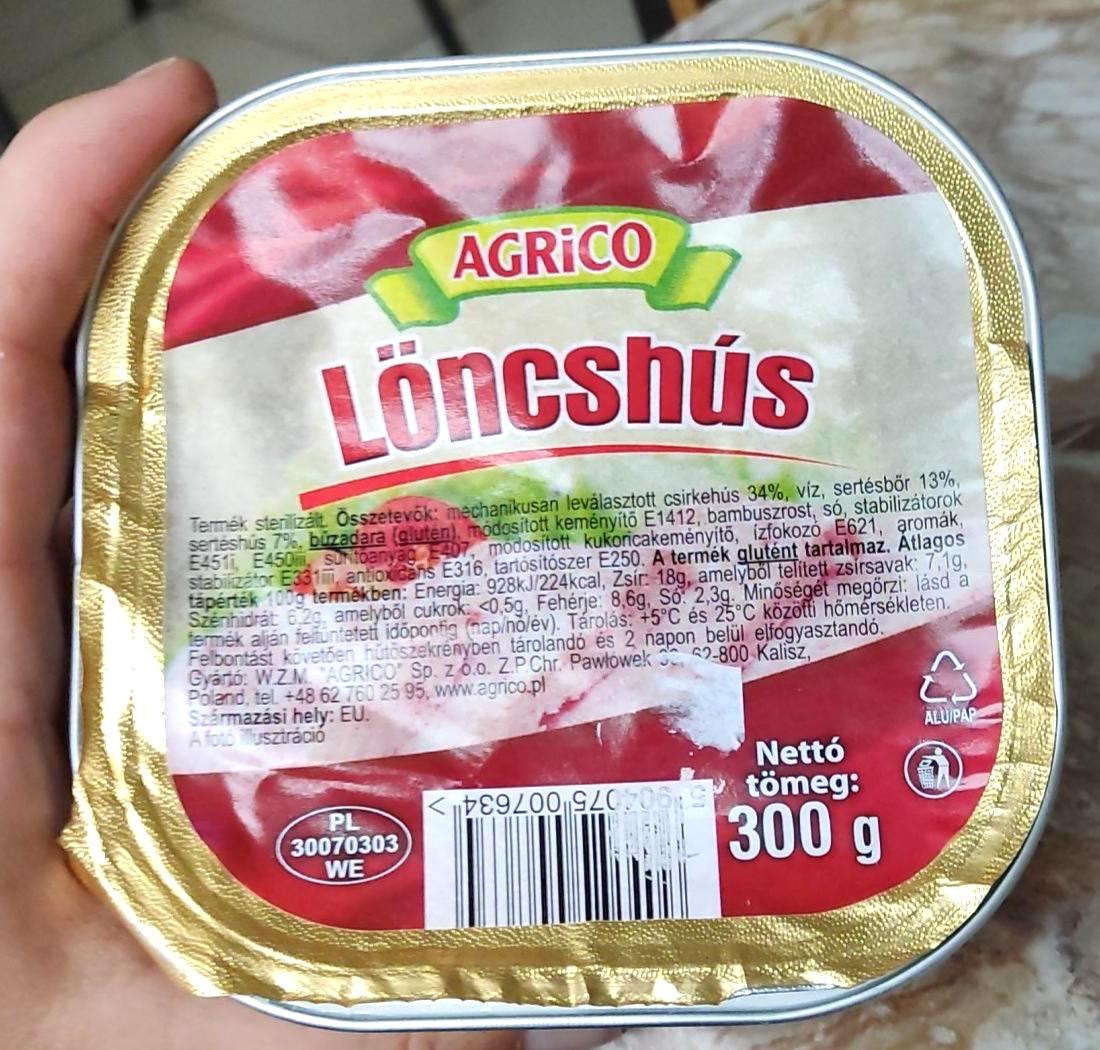 AGRiCO
Löncshús
Termék sterilizált. Összetevők: mechanikusan leválasztott csirkehús 34%, víz, sertésbőr 13%,
sertéshús 7%, búzadara (glutén), módosított keményítő E1412, bambuszrost, só, stabilizátorok
E451i, E450iii, sűrítőanyag E407, módosított kukoricakeményítő, ízfokozó E621, aromák,
stabilizátor E331iii, antioxidáns E316, tartósítószer E250. A termék glutént tartalmaz. Átlagos
tápérték 100g termékben: Energia: 928kJ/224kcal, Zsír: 18g, amelyből telített zsírsavak: 7,1g,
Szénhidrát: 6,2g, amelyből cukrok: <0,5g, Fehérje: 8,6g, Só: 2,3g. Minőségét megőrzi: lásd a
termék alján feltüntetett időpontig (nap/hó/év). Tárolás: +5°C és 25°C közötti hőmérsékleten.
Felbontást követően hűtőszekrényben tárolandó és 2 napon belül elfogyasztandó.
Gyártó: W.Z.M. "AGRICO" Sp. z o.o. Z.P.Chr. Pawłówek 62-800 Kalisz,
Poland, tel. +48 62 760 25 95, www.agrico.pl
Származási hely: EU.
A fotó illusztráció
ALU/PAP
Nettó
tömeg:
300 g
PL
30070303
WE
5 904075 007634 >